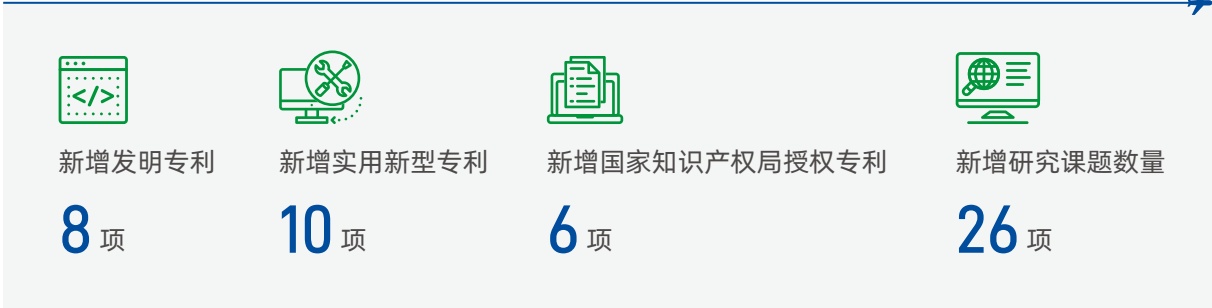 新增发明专利
8 项
新增实用新型专利
10 项
新增国家知识产权局授权专利
6 项
新增研究课题数量
26 项